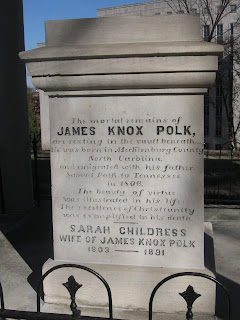 The mortal remains of
JAMES KNOX POLK,
are resting in the vault beneath.
He was born in Mecklenburg County
North Carolina,
and emigrated with his father
Samuel Polk to Tennessee
in 1806.
The beauty of virtue
was illustrated in his life.
The excellence of Christianity
was exemplified in his death.
SARAH CHILDRESS
WIFE OF JAMES KNOX POLK
1803 — 1891